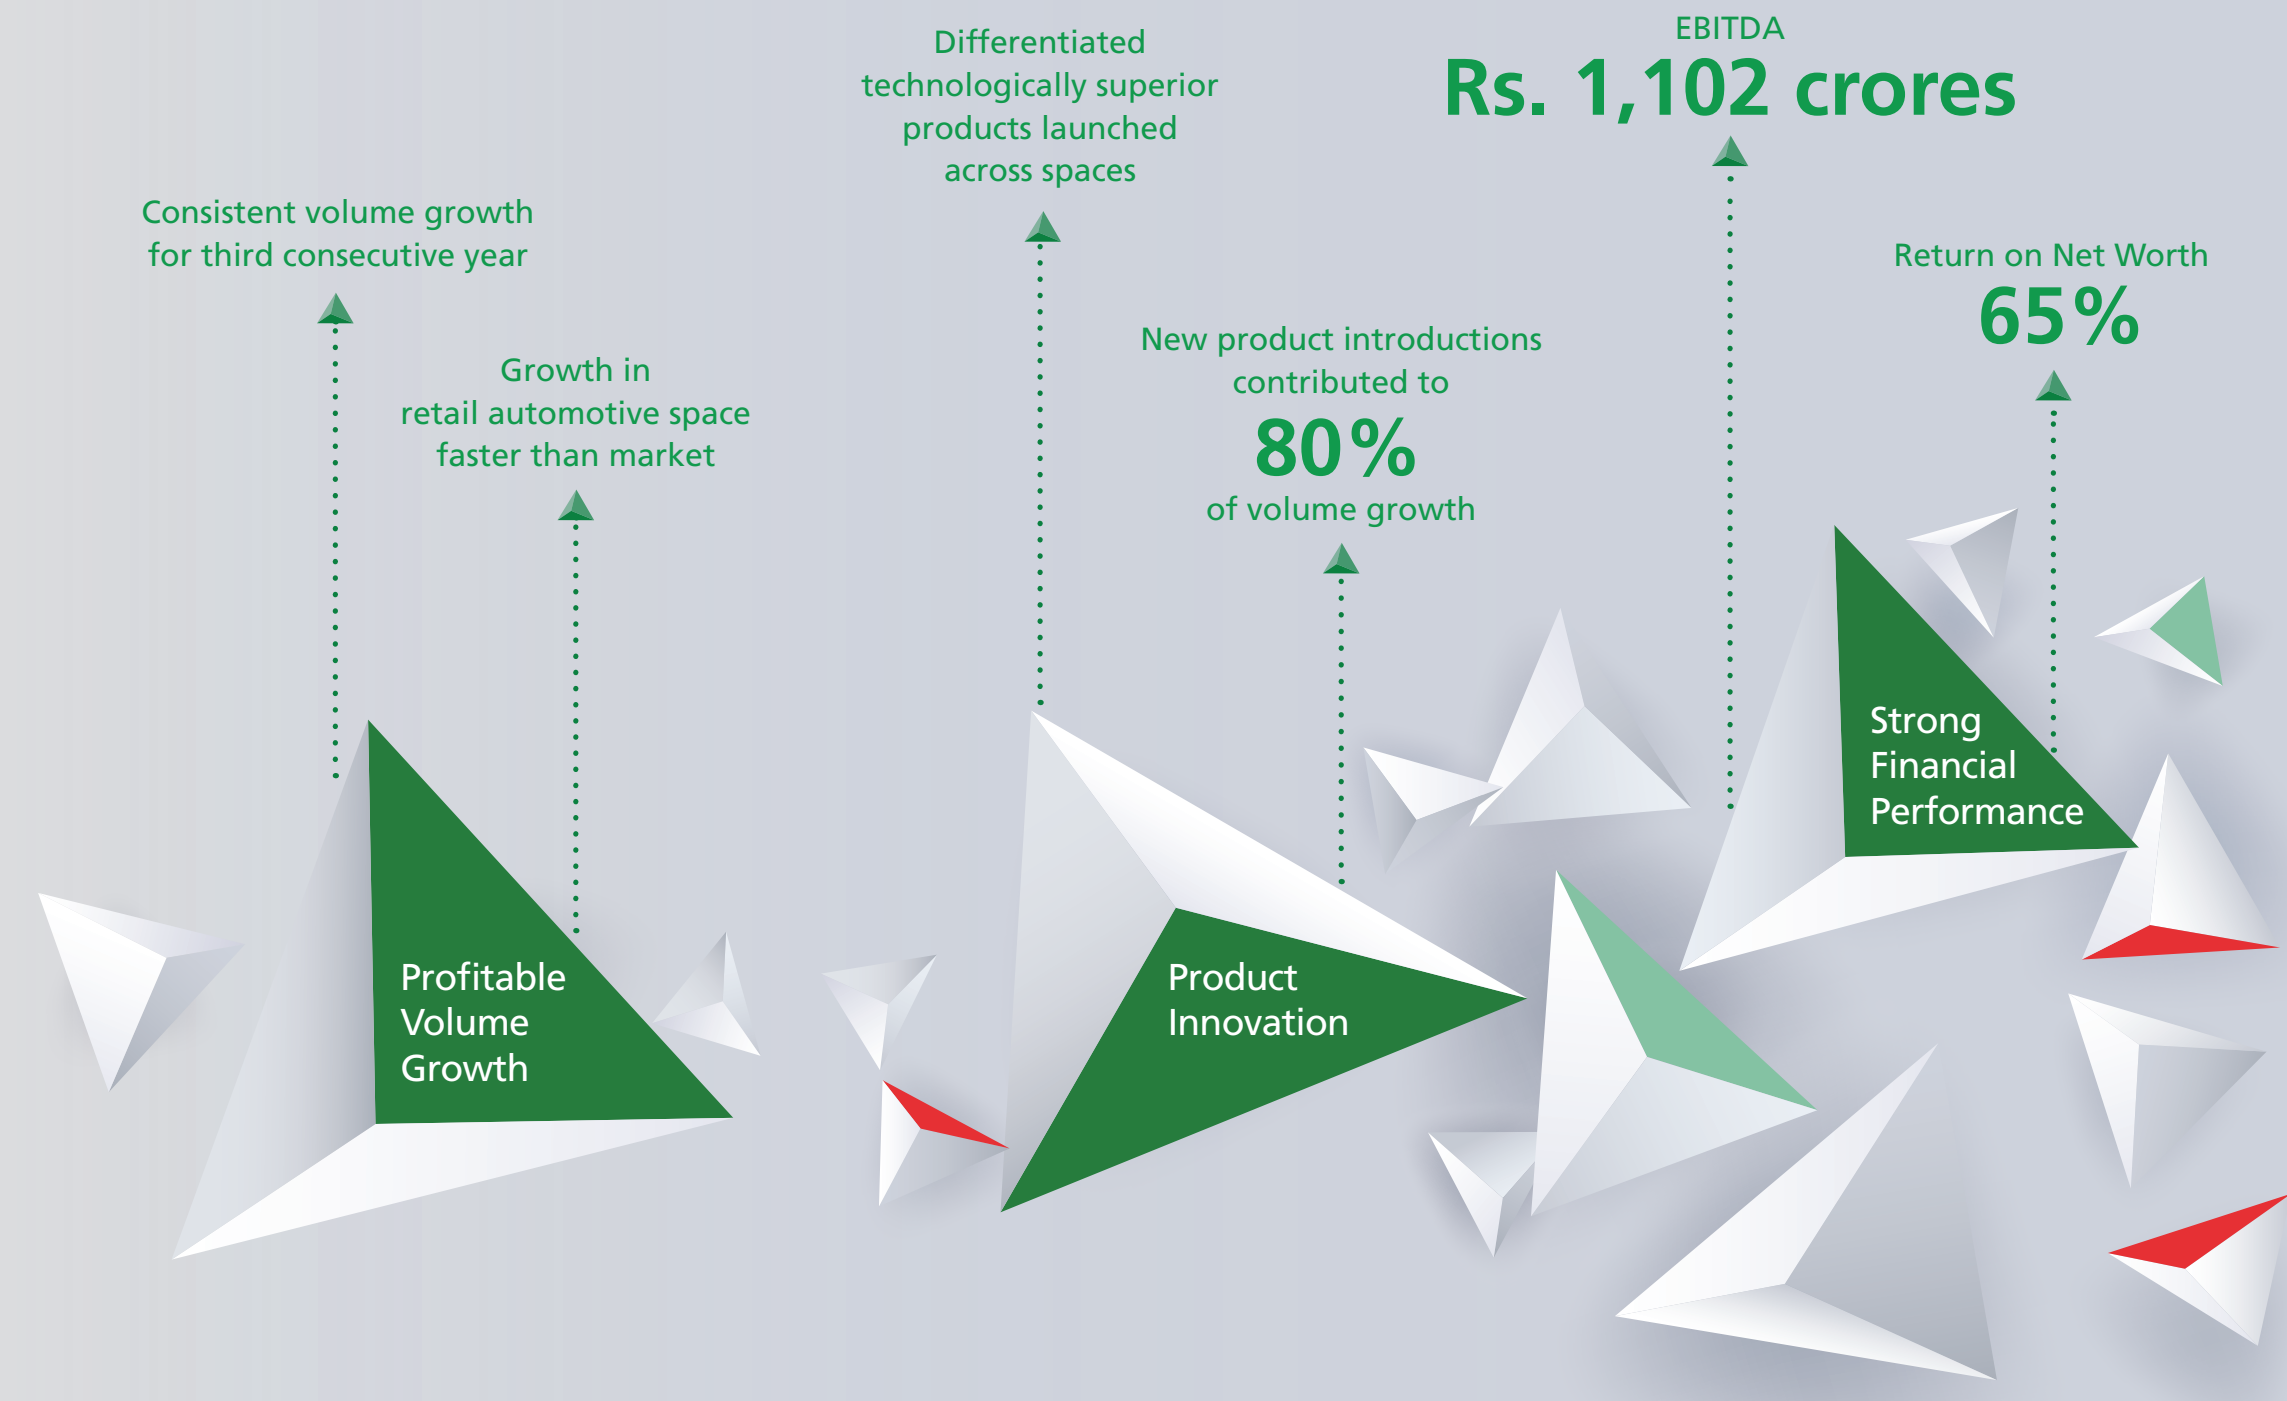 Consistent volume growth
for third consecutive year
Growth in
retail automotive space
faster than market
Profitable
Volume
Growth
Differentiated
technologically superior
products launched
across spaces
New product introductions
contributed to
80%
of volume growth
Product
Innovation
EBITDA
Rs. 1,102 crores
Return on Net Worth
65%
Strong
Financial
Performance